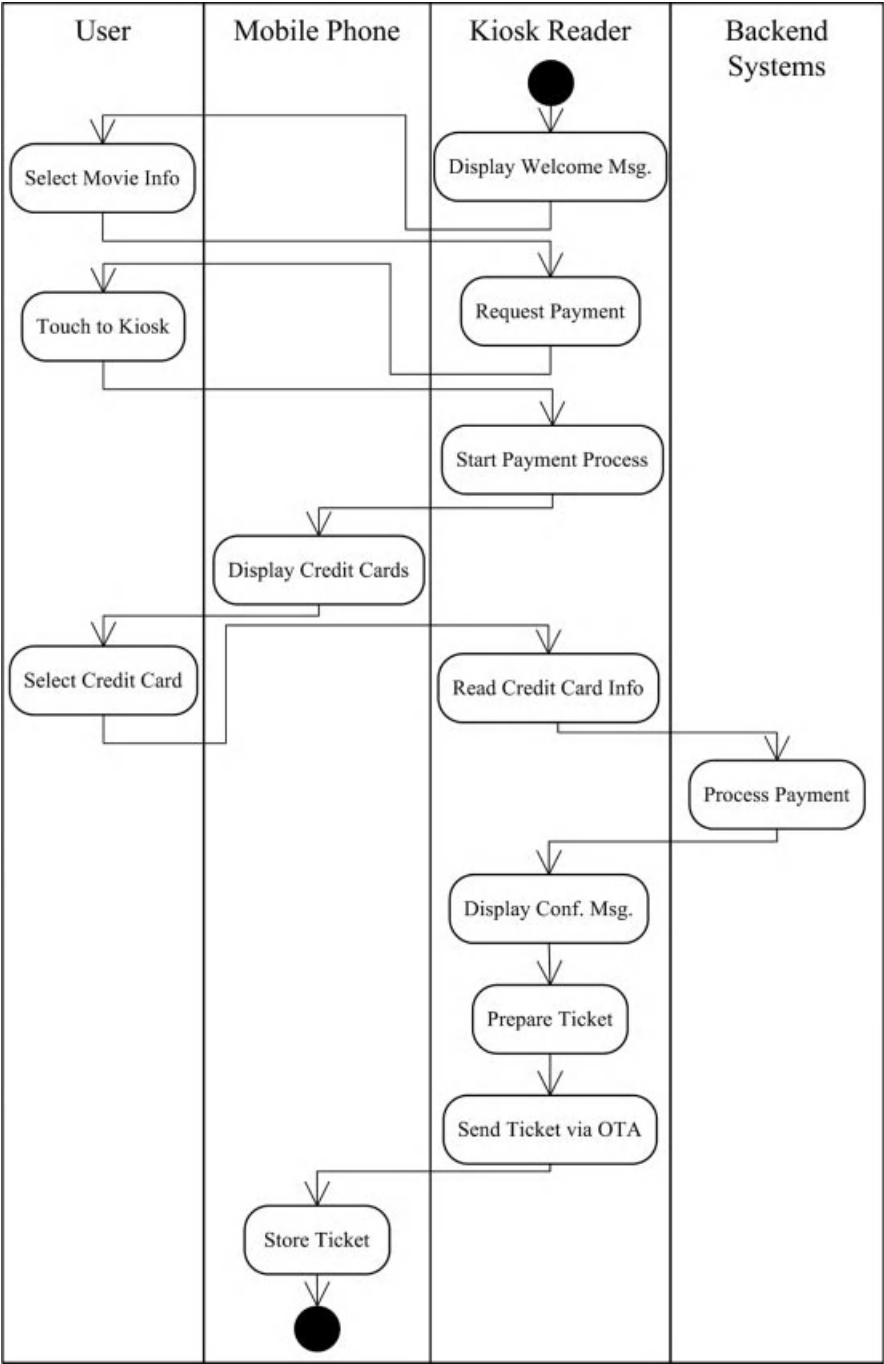 User
Mobile Phone
Kiosk Reader
Backend
Systems
Display Welcome Msg.
Select Movie Info
Request Payment
Touch to Kiosk
Start Payment Process
Display Credit Cards
Select Credit Card
Read Credit Card Info
Process Payment
Display Conf. Msg.
Prepare Ticket
Send Ticket via OTA
Store Ticket